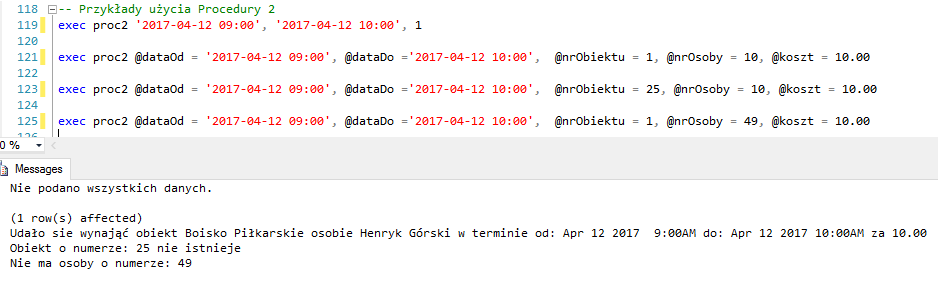 118 -- Przykłady użycia Procedury 2
119 exec proc2 '2017-04-12 09:00', '2017-04-12 10:00', 1
120
121 exec proc2 @dataOd = '2017-04-12 09:00', @dataDo ='2017-04-12 10:00',  @nrObiektu = 1, @nrOsoby = 10, @koszt = 10.00
122
123 exec proc2 @dataOd = '2017-04-12 09:00', @dataDo ='2017-04-12 10:00',  @nrObiektu = 25, @nrOsoby = 10, @koszt = 10.00
124
125 exec proc2 @dataOd = '2017-04-12 09:00', @dataDo ='2017-04-12 10:00',  @nrObiektu = 1, @nrOsoby = 49, @koszt = 10.00
126
0 %
Messages
Nie podano wszystkich danych.
(1 row(s) affected)
Udało sie wynająć obiekt Boisko Piłkarskie osobie Henryk Górski w terminie od: Apr 12 2017  9:00AM do: Apr 12 2017 10:00AM za 10.00
Obiekt o numerze: 25 nie istnieje
Nie ma osoby o numerze: 49